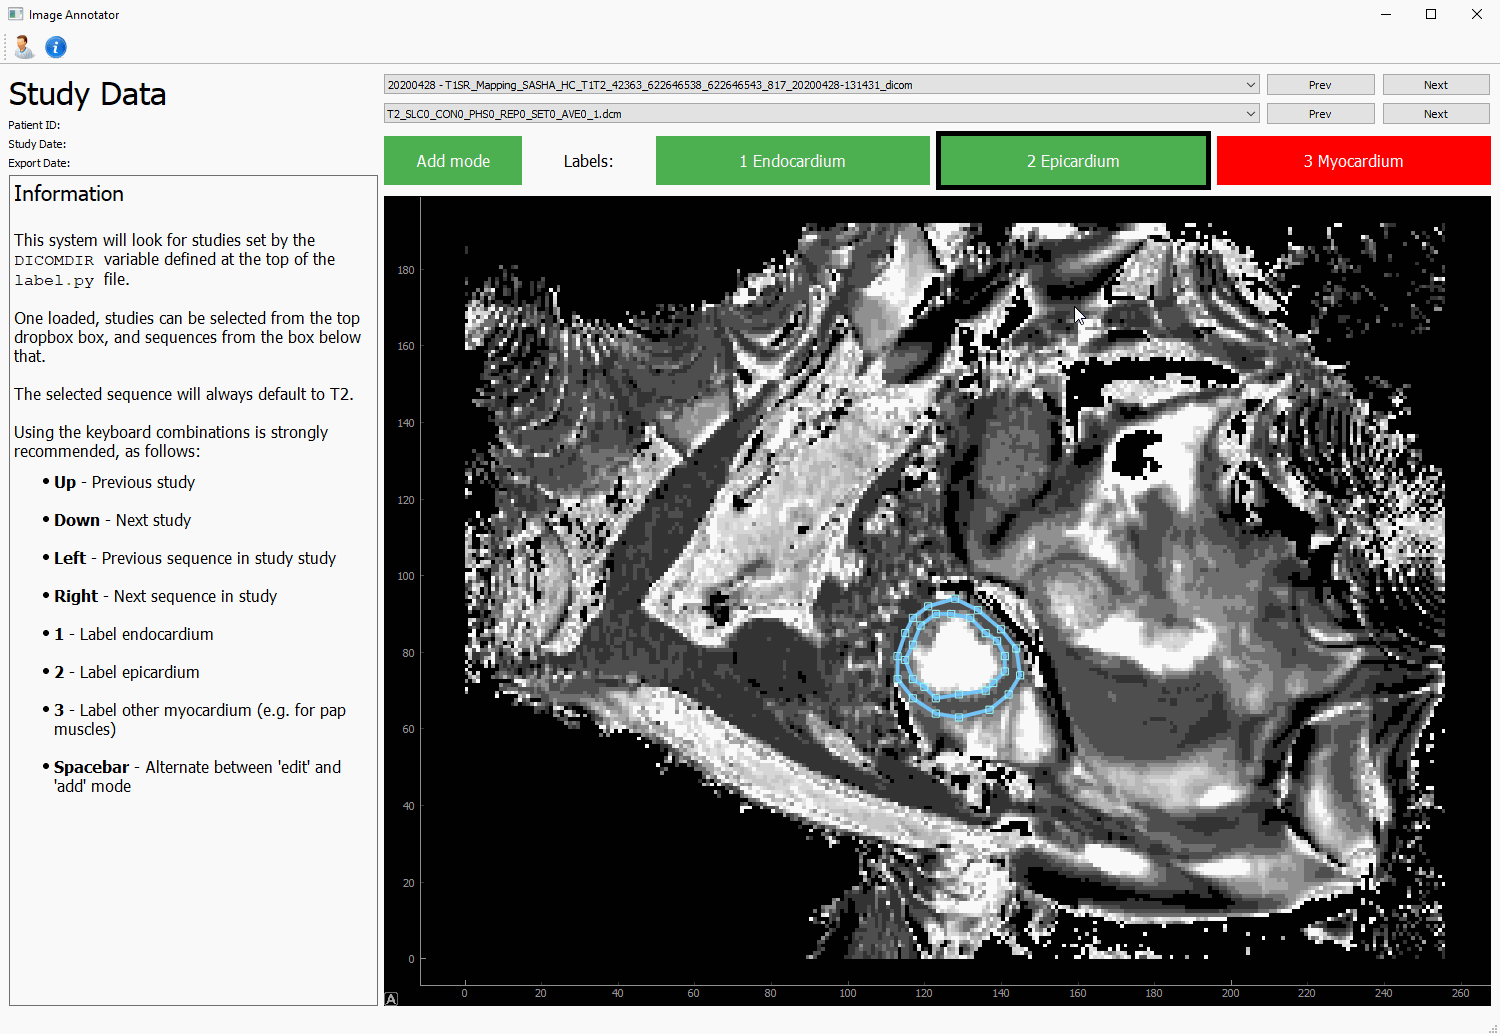 Image Annotator
Study Data
Patient ID:
Study Date:
Export Date:
Information
This system will look for studies set by the
DICOMDIR variable defined at the top of the
label.py file.
One loaded, studies can be selected from the top
dropbox box, and sequences from the box below
that.
The selected sequence will always default to T2.
Using the keyboard combinations is strongly
recommended, as follows:
• Up - Previous study
• Down - Next study
• Left - Previous sequence in study study
• Right - Next sequence in study
• 1 - Label endocardium
• 2 - Label epicardium
• 3 - Label other myocardium (e.g. for pap
muscles)
• Spacebar - Alternate between 'edit' and
'add' mode
20200428 - T1SR_Mapping_SASHA_HC_T1T2_42363_622646538_622646543_817_20200428-131431_dicom
Prev
Next
T2_SLC0_CON0_PHS0_REP0_SET0_AVE0_1.dcm
Prev
Next
Add mode
Labels:
1 Endocardium
2 Epicardium
3 Myocardium
180
160
140
120
100
80
60
40
20
0
0 20 40 60 80 100 120 140 160 180 200 220 240 260
A